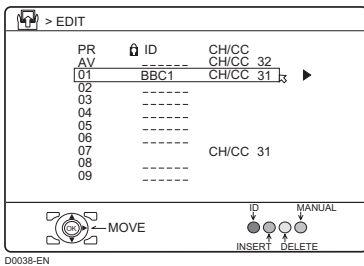 > EDIT
PR ID CH/CC
AV ------ CH/CC 32
01 BBC1 CH/CC 31
02 ------
03 ------
04 ------
05 ------
06 ------
07 CH/CC 31
08 ------
09 ------
OK MOVE
ID MANUAL
INSERT DELETE
D0038-EN